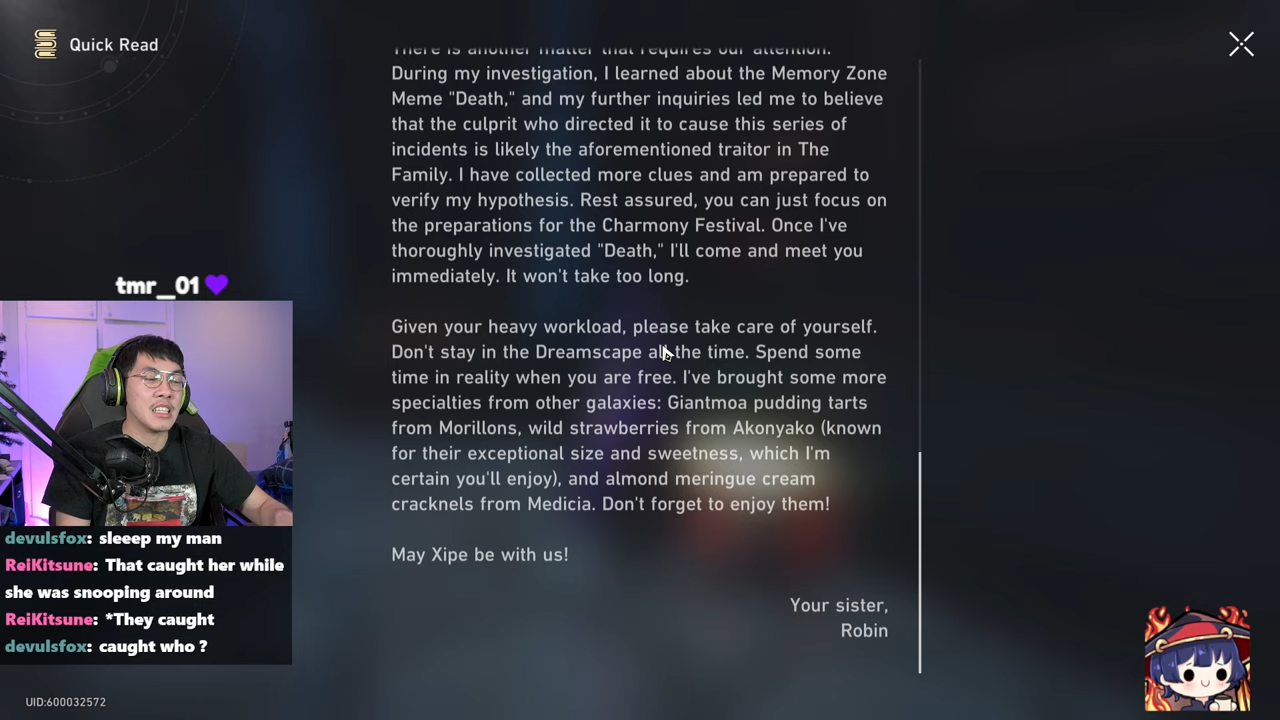 Quick Read
There is another matter that requires our attention.
During my investigation, I learned about the Memory Zone
Meme "Death," and my further inquiries led me to believe
that the culprit who directed it to cause this series of
incidents is likely the aforementioned traitor in The
Family. I have collected more clues and am prepared to
verify my hypothesis. Rest assured, you can just focus on
the preparations for the Charmony Festival. Once I've
thoroughly investigated "Death," I'll come and meet you
immediately. It won't take too long.
Given your heavy workload, please take care of yourself.
Don't stay in the Dreamscape all the time. Spend some
time in reality when you are free. I've brought some more
specialties from other galaxies: Giantmoa pudding tarts
from Morillons, wild strawberries from Akonyako (known
for their exceptional size and sweetness, which I'm
certain you'll enjoy), and almond meringue cream
cracknels from Medicia. Don't forget to enjoy them!
May Xipe be with us!
Your sister,
Robin
tmr__01
devulsfox: sleeep my man
ReiKitsune: That caught her while
she was snooping around
ReiKitsune: *They caught
devulsfox: caught who ?
UID:600032572